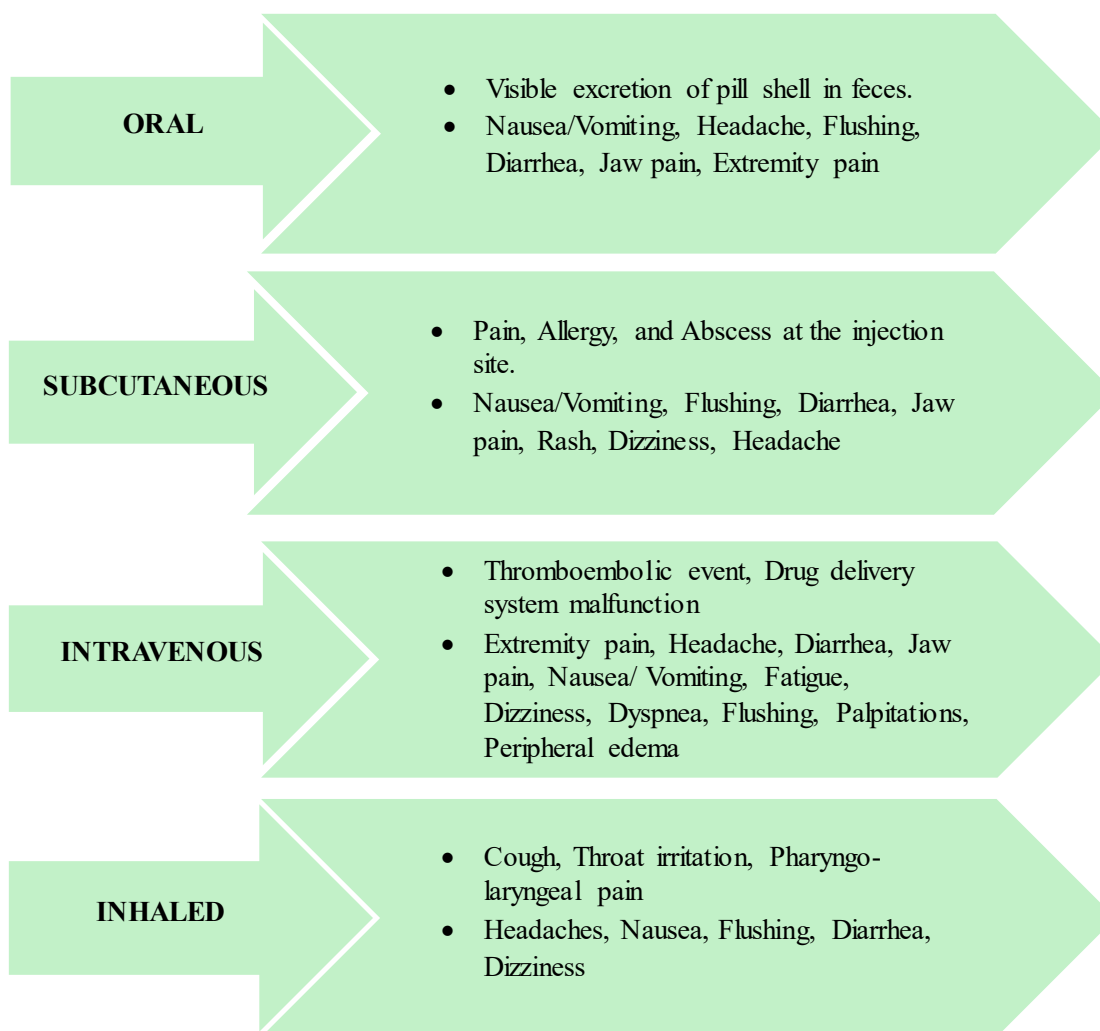 ORAL
• Visible excretion of pill shell in feces.
• Nausea/Vomiting, Headache, Flushing,
Diarrhea, Jaw pain, Extremity pain
SUBCUTANEOUS
• Pain, Allergy, and Abscess at the injection
site.
• Nausea/Vomiting, Flushing, Diarrhea, Jaw
pain, Rash, Dizziness, Headache
INTRAVENOUS
• Thromboembolic event, Drug delivery
system malfunction
• Extremity pain, Headache, Diarrhea, Jaw
pain, Nausea/ Vomiting, Fatigue,
Dizziness, Dyspnea, Flushing, Palpitations,
Peripheral edema
INHALED
• Cough, Throat irritation, Pharyngo-
laryngeal pain
• Headaches, Nausea, Flushing, Diarrhea,
Dizziness